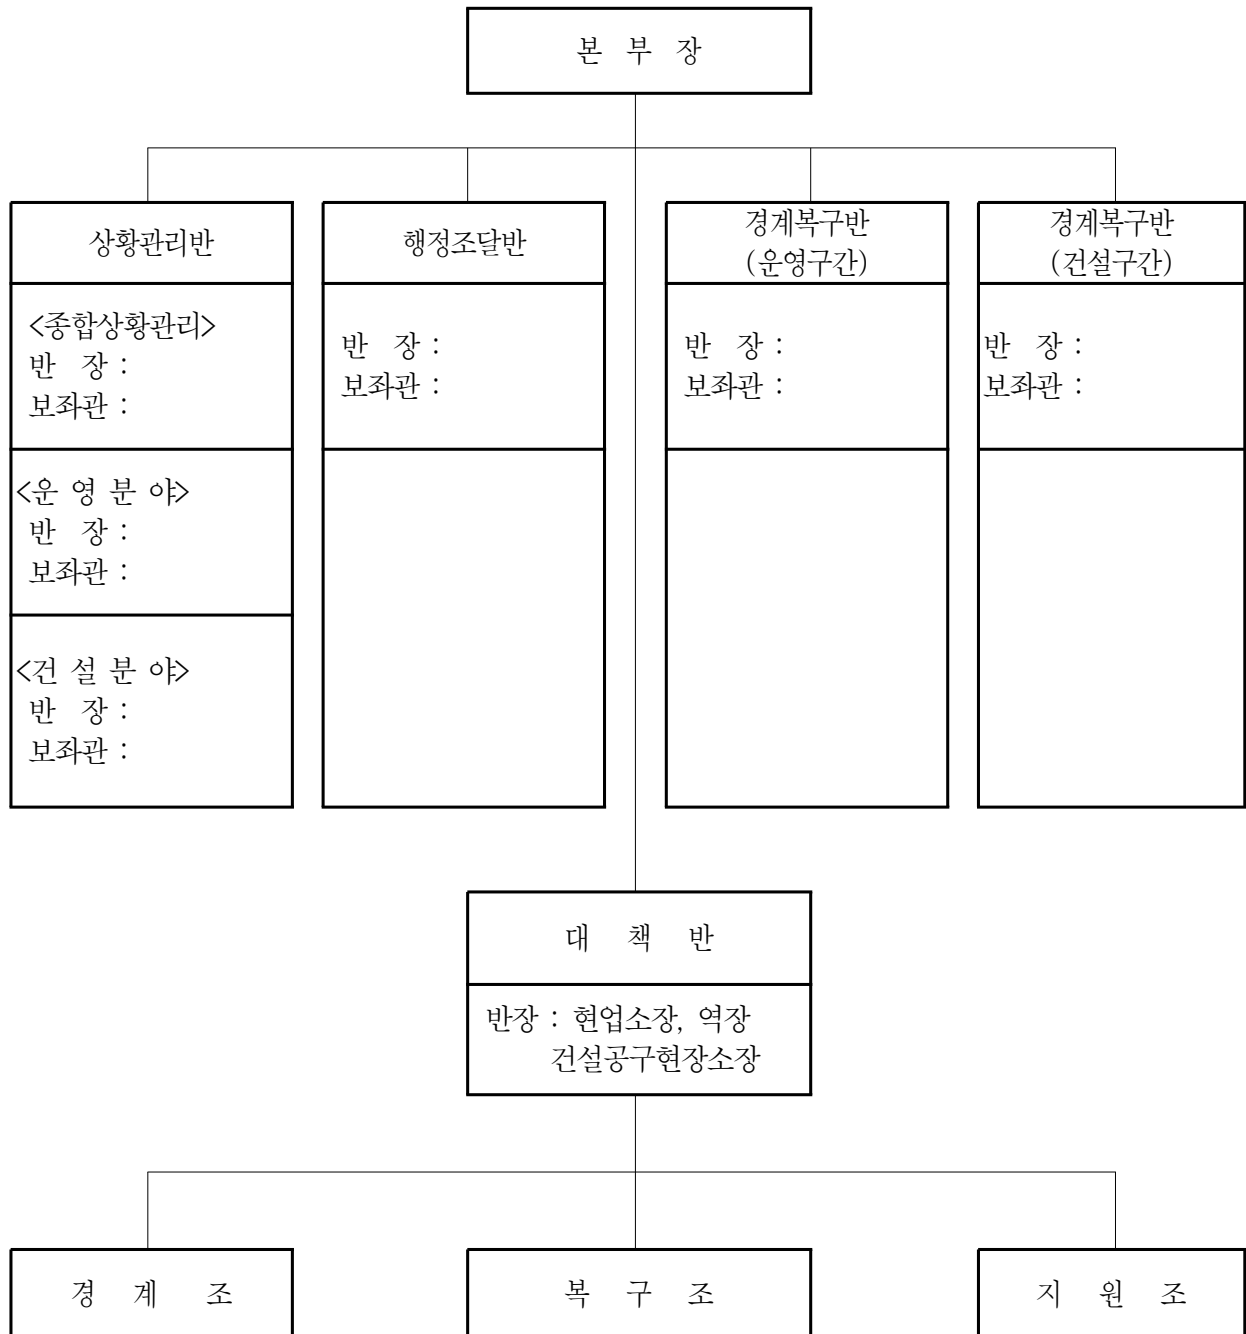 본 부 장
상황관리반
<종합상황관리>
반 장 :
보좌관 :
<운 영 분 야>
반 장 :
보좌관 :
<건 설 분 야>
반 장 :
보좌관 :
행정조달반
반 장 :
보좌관 :
경계복구반
(운영구간)
반 장 :
보좌관 :
경계복구반
(건설구간)
반 장 :
보좌관 :
대 책 반
반장 : 현업소장, 역장
건설공구현장소장
경 계 조
복 구 조
지 원 조